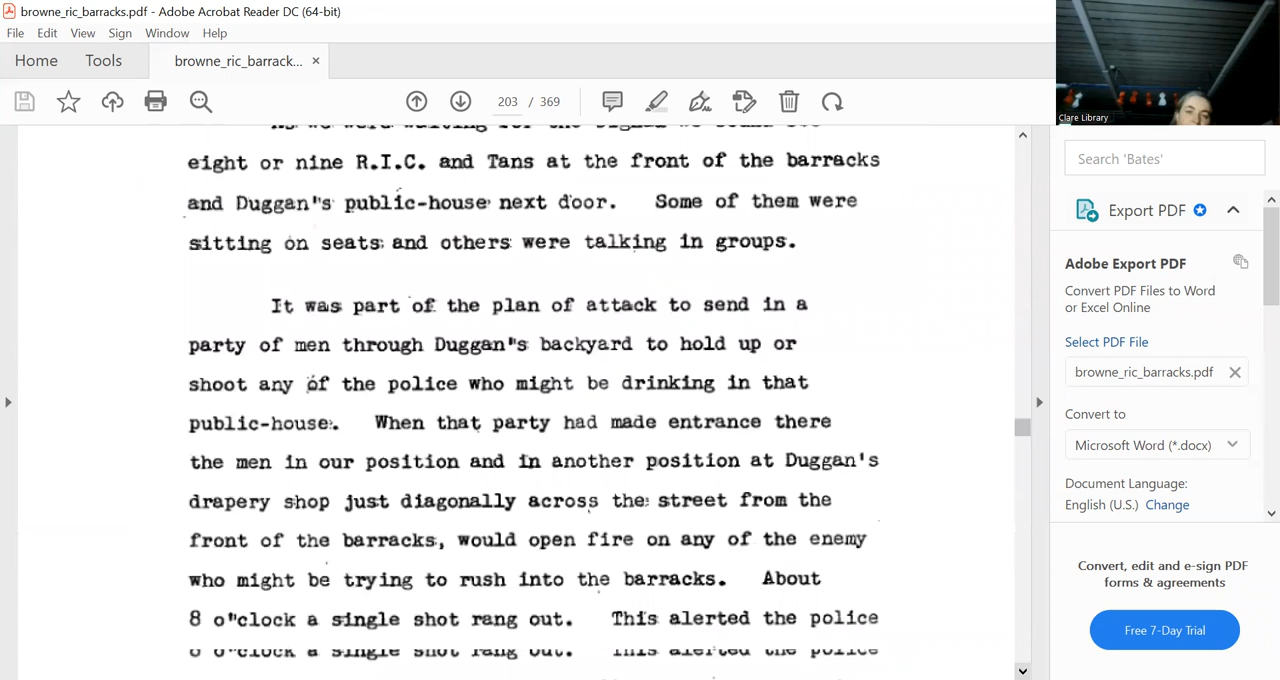 browne_ric_barracks.pdf - Adobe Acrobat Reader DC (64-bit)
File Edit View Sign Window Help
Home Tools browne_ric_barrack... ×
203 / 369
Clare Library
eight or nine R.I.C. and Tans at the front of the barracks
and Duggan's public-house next door. Some of them were
sitting on seats and others were talking in groups.
It was part of the plan of attack to send in a
party of men through Duggan's backyard to hold up or
shoot any of the police who might be drinking in that
public-house. When that party had made entrance there
the men in our position and in another position at Duggan's
drapery shop just diagonally across the street from the
front of the barracks, would open fire on any of the enemy
who might be trying to rush into the barracks. About
8 o"clock a single shot rang out. This alerted the police
Search 'Bates'
Export PDF
Adobe Export PDF
Convert PDF Files to Word
or Excel Online
Select PDF File
browne_ric_barracks.pdf
Convert to
Microsoft Word (*.docx)
Document Language:
English (U.S.) Change
Convert, edit and e-sign PDF
forms & agreements
Free 7-Day Trial